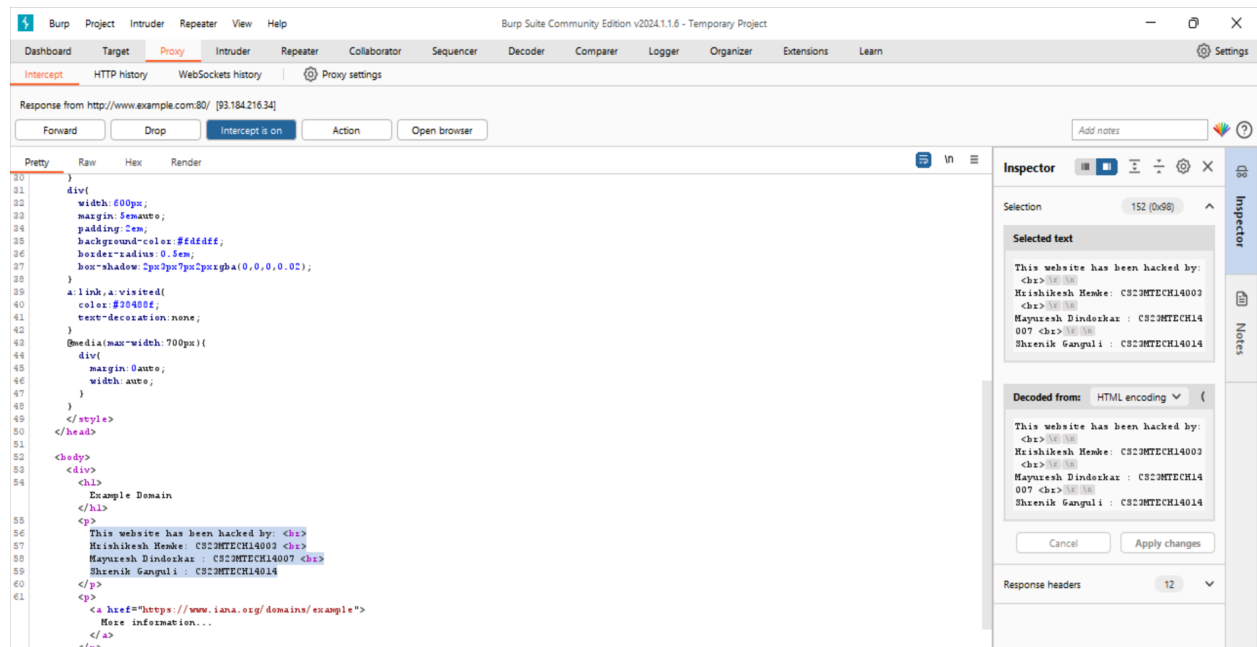 Burp Project Intruder Repeater View Help Burp Suite Community Edition v2024.1.1.6 - Temporary Project
Dashboard Target Proxy Intruder Repeater Collaborator Sequencer Decoder Comparer Logger Organizer Extensions Learn Settings
Intercept HTTP history WebSockets history Proxy settings
Response from http://www.example.com:80/ [93.184.216.34]
Forward Drop Intercept is on Action Open browser Add notes
Pretty Raw Hex Render \n
30 }
31 div{
32 width:600px;
33 margin:5emauto;
34 padding:2em;
35 background-color:#fdfdff;
36 border-radius:0.5em;
37 box-shadow:2px3px7px2pxrgba(0,0,0,0.02);
38 }
39 a:link,a:visited{
40 color:#38488f;
41 text-decoration:none;
42 }
43 @media(max-width:700px){
44 div{
45 margin:0auto;
46 width:auto;
47 }
48 }
49 </style>
50 </head>
51
52 <body>
53 <div>
54 <h1>
Example Domain
</h1>
55 <p>
56 This website has been hacked by: <br>
57 Hrishikesh Hemke: CS23MTECH14003 <br>
58 Mayuresh Dindorkar : CS23MTECH14007 <br>
59 Shrenik Ganguli : CS23MTECH14014
60 </p>
61 <p>
<a href="https://www.iana.org/domains/example">
More information...
</a>
</p>
Inspector
Selection 152 (0x98)
Selected text
This website has been hacked by:
<br> \r \n
Hrishikesh Hemke: CS23MTECH14003
<br> \r \n
Mayuresh Dindorkar : CS23MTECH14
007 <br> \r \n
Shrenik Ganguli : CS23MTECH14014
Decoded from: HTML encoding (
This website has been hacked by:
<br> \r \n
Hrishikesh Hemke: CS23MTECH14003
<br> \r \n
Mayuresh Dindorkar : CS23MTECH14
007 <br> \r \n
Shrenik Ganguli : CS23MTECH14014
Cancel Apply changes
Response headers 12
Inspector
Notes